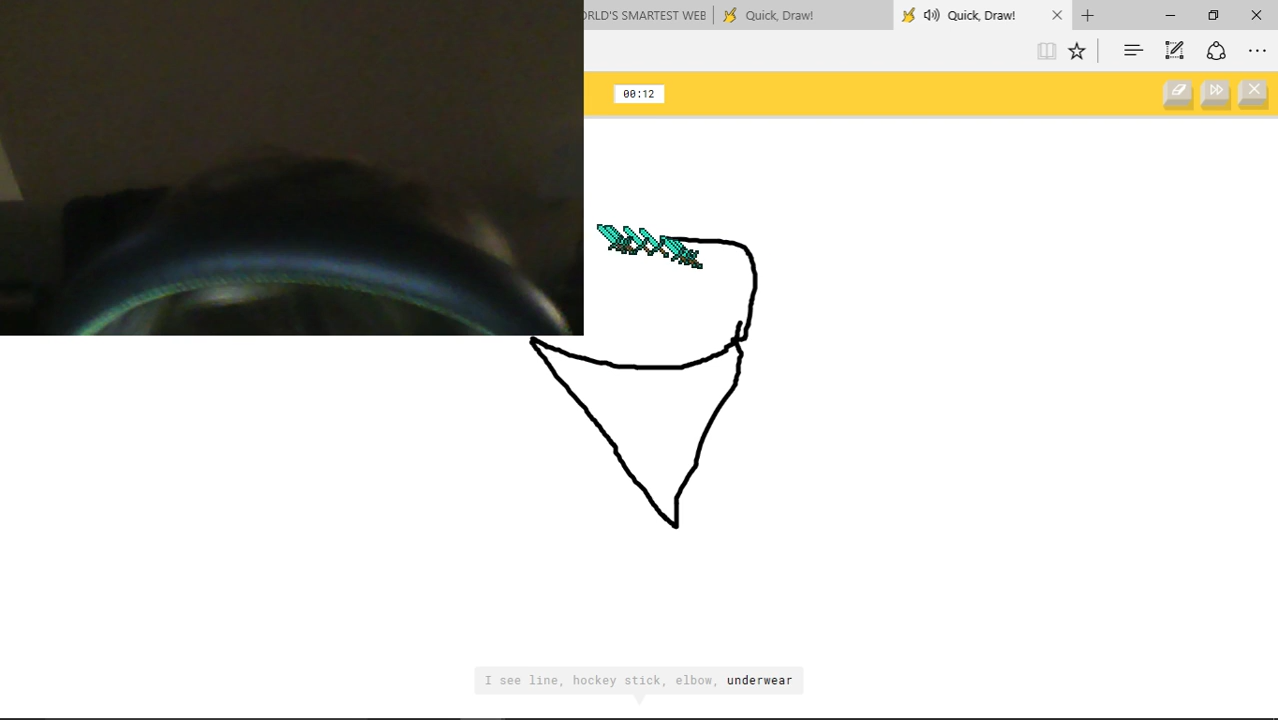 ORLD'S SMARTEST WEB
Quick, Draw!
Quick, Draw!
00:12
I see line, hockey stick, elbow, underwear